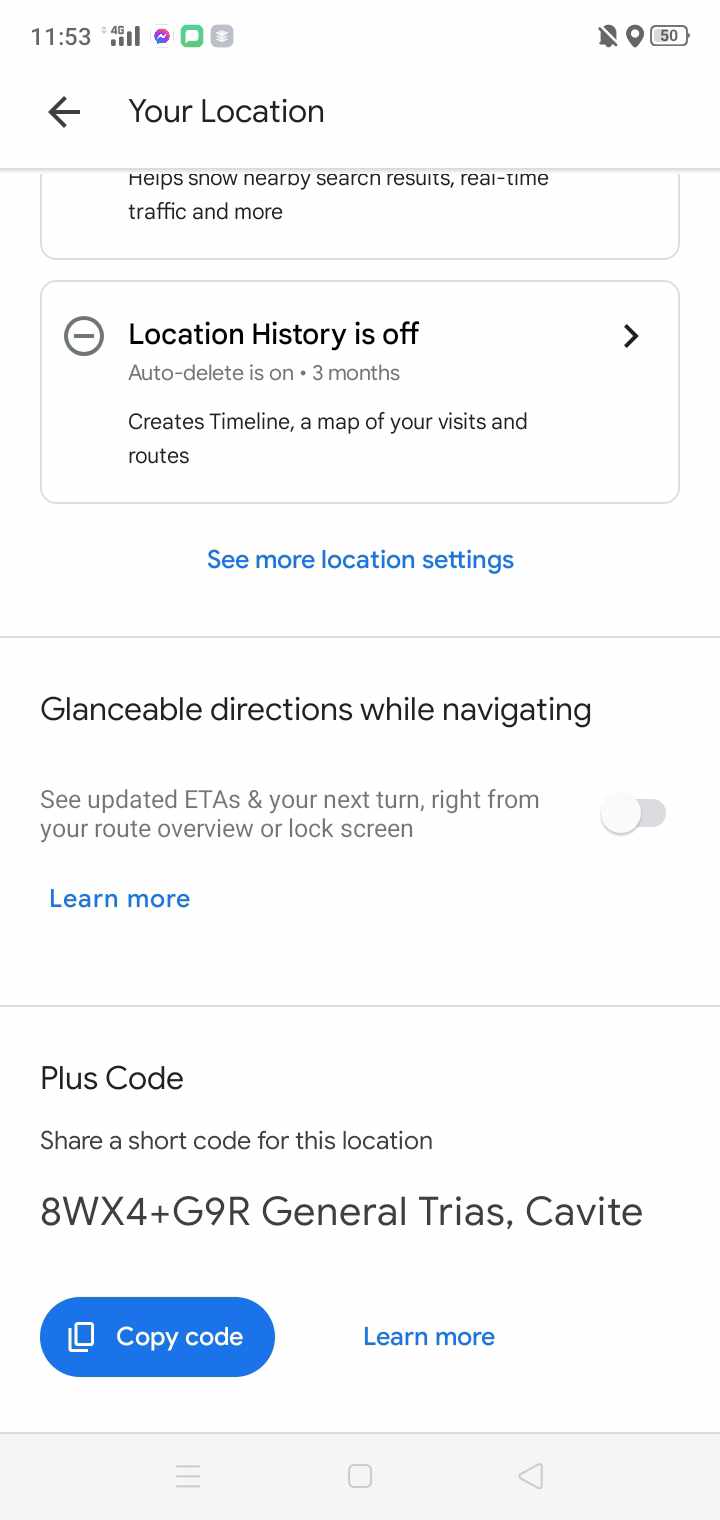 11:53 4G 50
Your Location
Helps show nearby search results, real-time
traffic and more
Location History is off
Auto-delete is on • 3 months
Creates Timeline, a map of your visits and
routes
See more location settings
Glanceable directions while navigating
See updated ETAs & your next turn, right from
your route overview or lock screen
Learn more
Plus Code
Share a short code for this location
8WX4+G9R General Trias, Cavite
Copy code Learn more